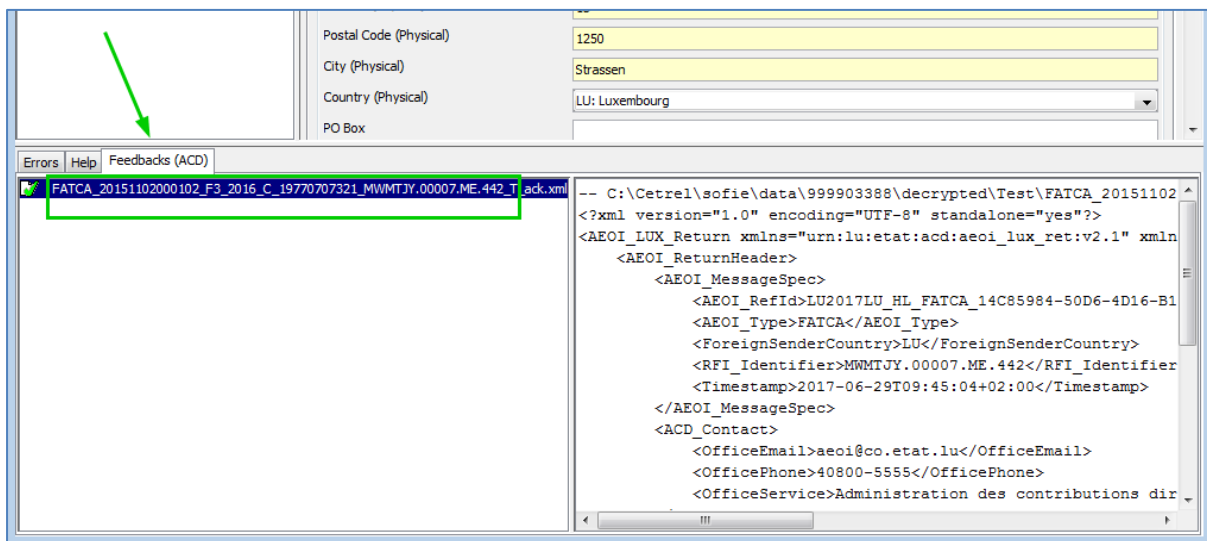 Postal Code (Physical)
1250
City (Physical)
Strassen
Country (Physical)
LU: Luxembourg
PO Box
Errors Help Feedbacks (ACD)
FATCA_20151102000102_F3_2016_C_19770707321_MWMTJY.00007.ME.442_T_ack.xml
-- C:\Cetrel\sofie\data\999903388\decrypted\Test\FATCA_20151102
<?xml version="1.0" encoding="UTF-8" standalone="yes"?>
<AEOI_LUX_Return xmlns="urn:lu:etat:acd:aeoi_lux_ret:v2.1" xmln
<AEOI_ReturnHeader>
<AEOI_MessageSpec>
<AEOI_RefId>LU2017LU_HL_FATCA_14C85984-50D6-4D16-B1
<AEOI_Type>FATCA</AEOI_Type>
<ForeignSenderCountry>LU</ForeignSenderCountry>
<RFI_Identifier>MWMTJY.00007.ME.442</RFI_Identifier
<Timestamp>2017-06-29T09:45:04+02:00</Timestamp>
</AEOI_MessageSpec>
<ACD_Contact>
<OfficeEmail>aeoi@co.etat.lu</OfficeEmail>
<OfficePhone>40800-5555</OfficePhone>
<OfficeService>Administration des contributions dir